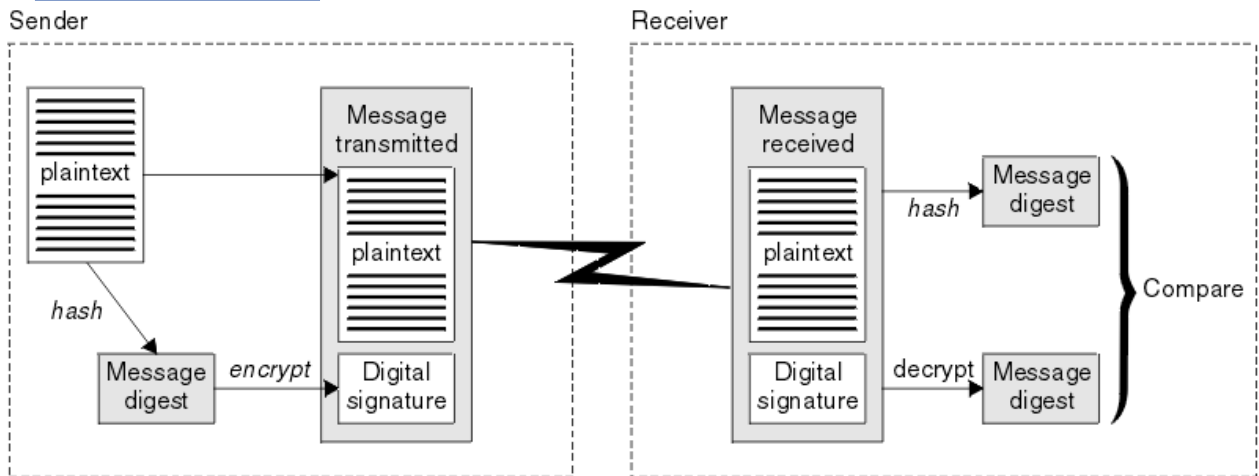 Sender
Receiver
plaintext
hash
Message
digest
encrypt
Message
transmitted
plaintext
Digital
signature
Message
received
plaintext
Digital
signature
hash
Message
digest
decrypt
Message
digest
Compare